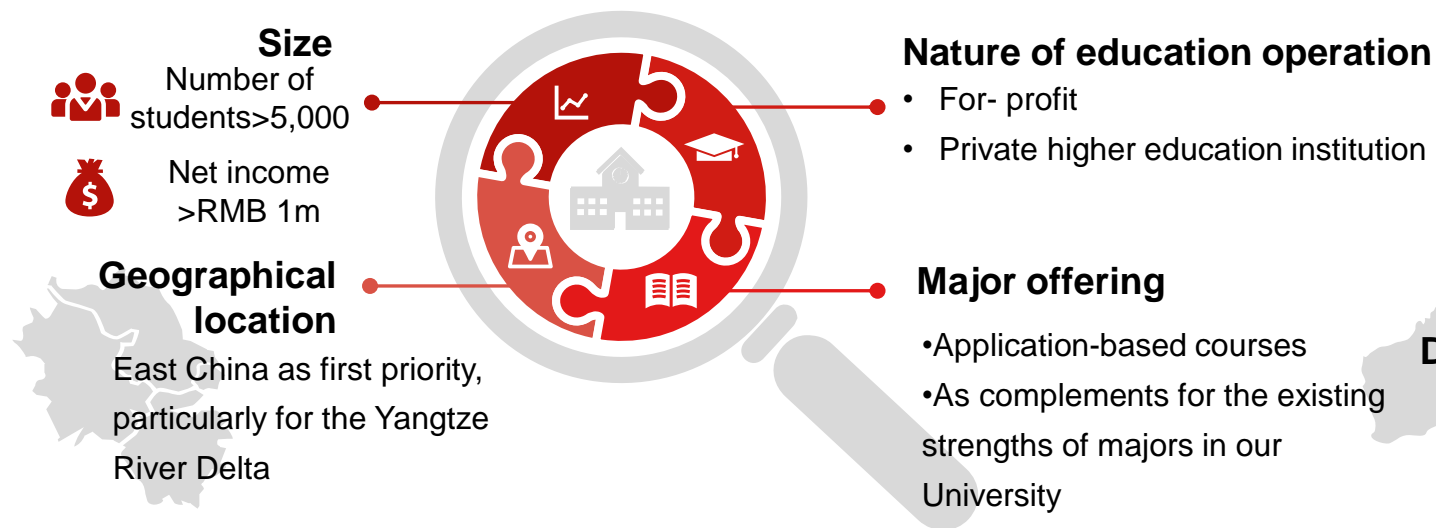 Size
Number of
students>5,000
$
Net income
>RMB 1m
Geographical
location
East China as first priority,
particularly for the Yangtze
River Delta
Nature of education operation
• For- profit
• Private higher education institution
Major offering
•Application-based courses
•As complements for the existing
strengths of majors in our
University